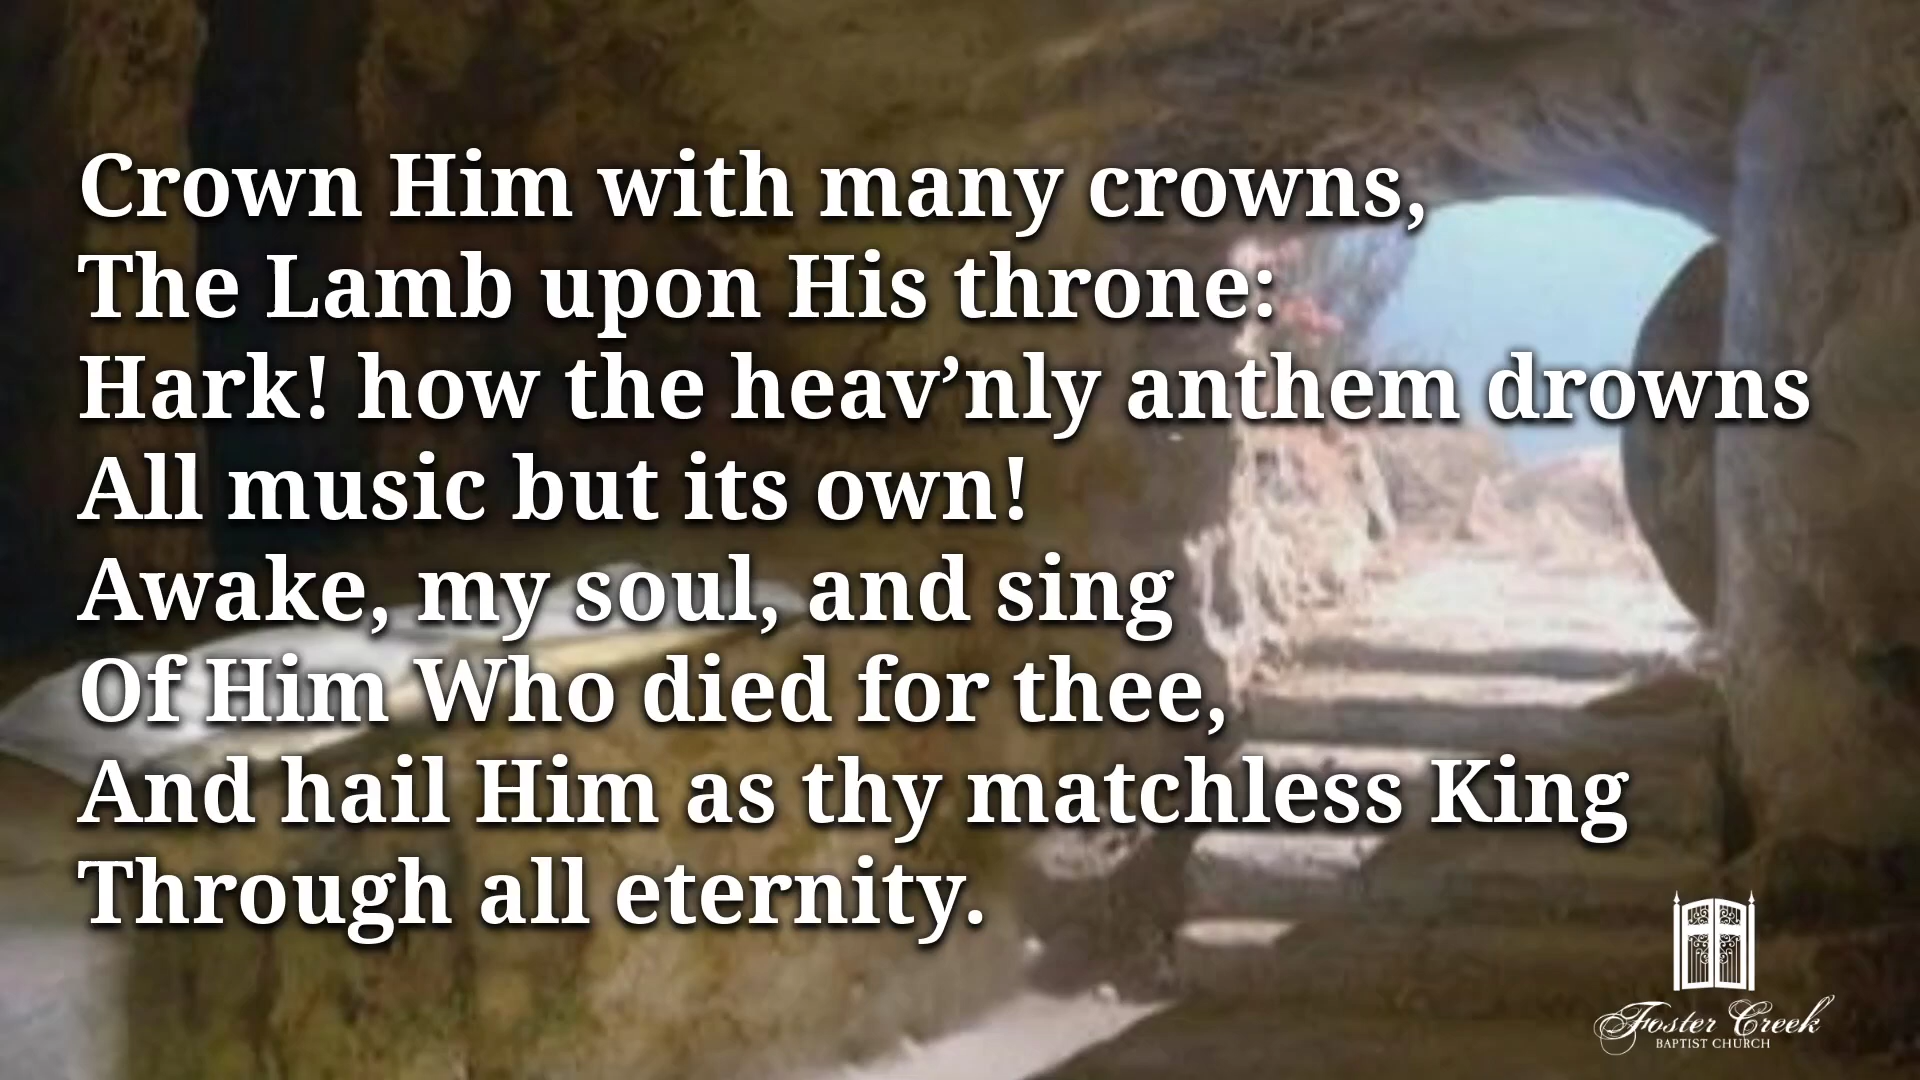 Crown Him with many crowns,
The Lamb upon His throne:
Hark! how the heav’nly anthem drowns
All music but its own!
Awake, my soul, and sing
Of Him Who died for thee,
And hail Him as thy matchless King
Through all eternity.
Foster Creek
BAPTIST CHURCH